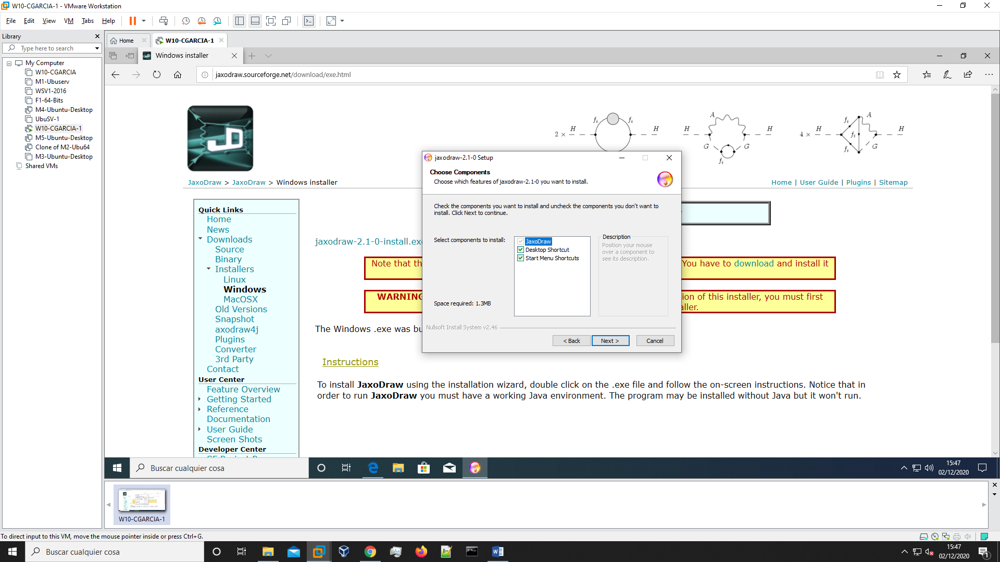 W10-CGARCIA-1 - VMware Workstation
File Edit View VM Tabs Help
Library
Type here to search
My Computer
W10-CGARCIA
M1-Ubuserv
WSV1-2016
F1-64-Bits
M4-Ubuntu-Desktop
UbuSV-1
W10-CGARCIA-1
M5-Ubuntu-Desktop
Clone of M2-Ubu64
M3-Ubuntu-Desktop
Shared VMs
Home W10-CGARCIA-1
Windows installer
jaxodraw.sourceforge.net/download/exe.html
JD
2 × H fi fi H
H A G G fi H
4 × H fi fi fi A G H
JaxoDraw > JaxoDraw > Windows installer
Home | User Guide | Plugins | Sitemap
Quick Links
Home
News
Downloads
Source
Binary
Installers
Linux
Windows
MacOSX
Old Versions
Snapshot
axodraw4j
Plugins
Converter
3rd Party
Contact
User Center
Feature Overview
Getting Started
Reference
Documentation
User Guide
Screen Shots
Developer Center
jaxodraw-2.1-0-install.exe
Note that th
You have to download and install it
WARNING
ion of this installer, you must first
aller.
The Windows .exe was bu
Instructions
To install JaxoDraw using the installation wizard, double click on the .exe file and follow the on-screen instructions. Notice that in
order to run JaxoDraw you must have a working Java environment. The program may be installed without Java but it won't run.
jaxodraw-2.1-0 Setup
Choose Components
Choose which features of jaxodraw-2.1-0 you want to install.
Check the components you want to install and uncheck the components you don't want to
install. Click Next to continue.
Select components to install:
JaxoDraw
Desktop Shortcut
Start Menu Shortcuts
Description
Position your mouse
over a component to
see its description.
Space required: 1.3MB
Nullsoft Install System v2.46
< Back Next > Cancel
Buscar cualquier cosa
15:47
02/12/2020
W10-CGARCIA-1
To direct input to this VM, move the mouse pointer inside or press Ctrl+G.
Buscar cualquier cosa
15:47
02/12/2020
1